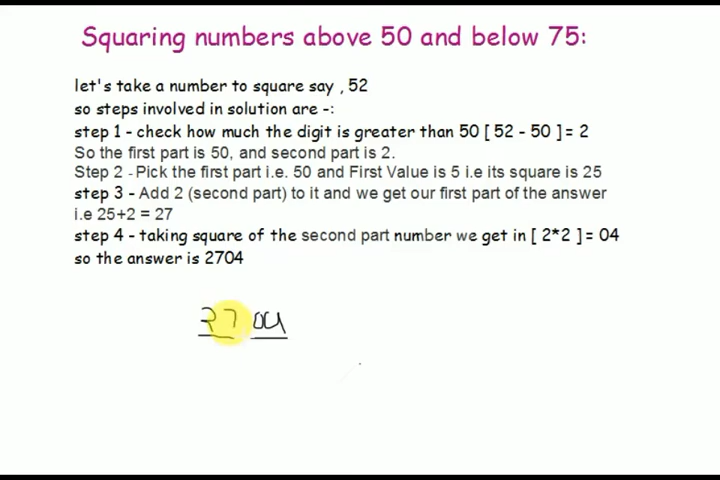 Squaring numbers above 50 and below 75:
let's take a number to square say , 52
so steps involved in solution are -:
step 1 - check how much the digit is greater than 50 [ 52 - 50 ] = 2
So the first part is 50, and second part is 2.
Step 2 - Pick the first part i.e. 50 and First Value is 5 i.e its square is 25
step 3 - Add 2 (second part) to it and we get our first part of the answer
i.e 25+2 = 27
step 4 - taking square of the second part number we get in [ 2*2 ] = 04
so the answer is 2704
27 04